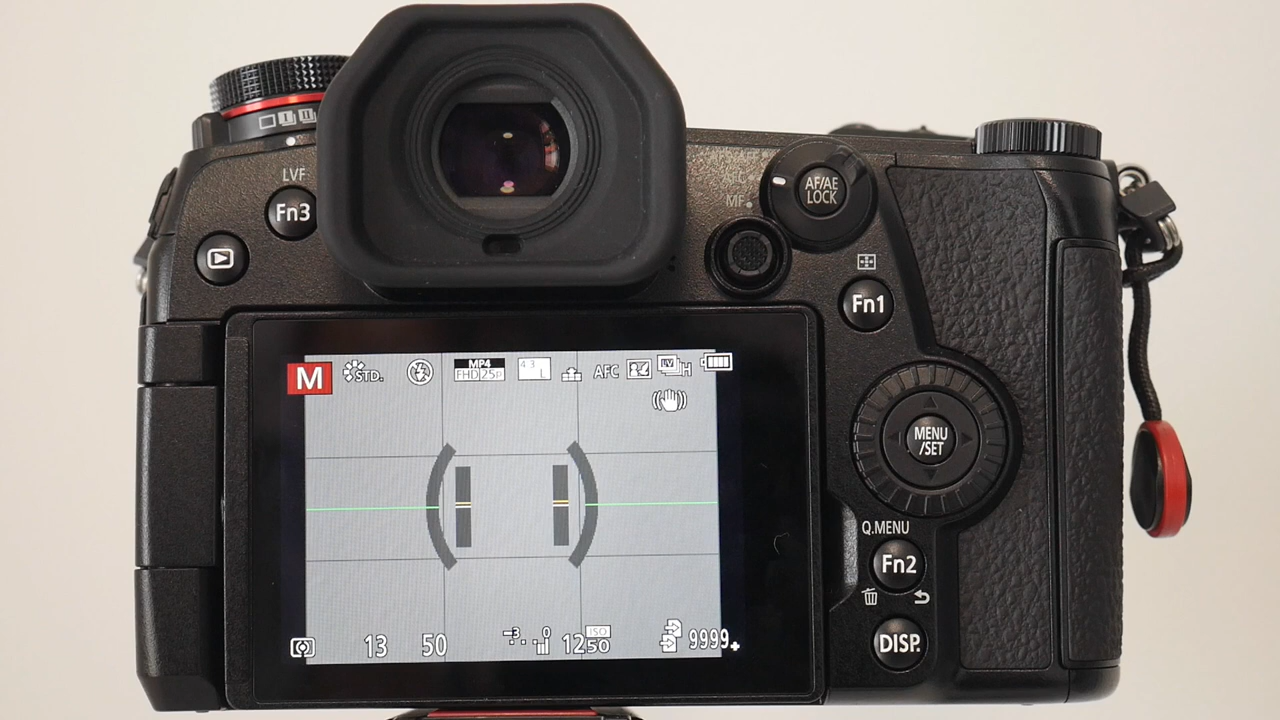 LVF
Fn3
AF/AE
LOCK
MF
Fn1
M
STD.
MP4
FHD 25p
4:3
L
AFC
H
MENU
/SET
Q.MENU
Fn2
DISP.
13
50
-3
0
ISO
1250
9999+